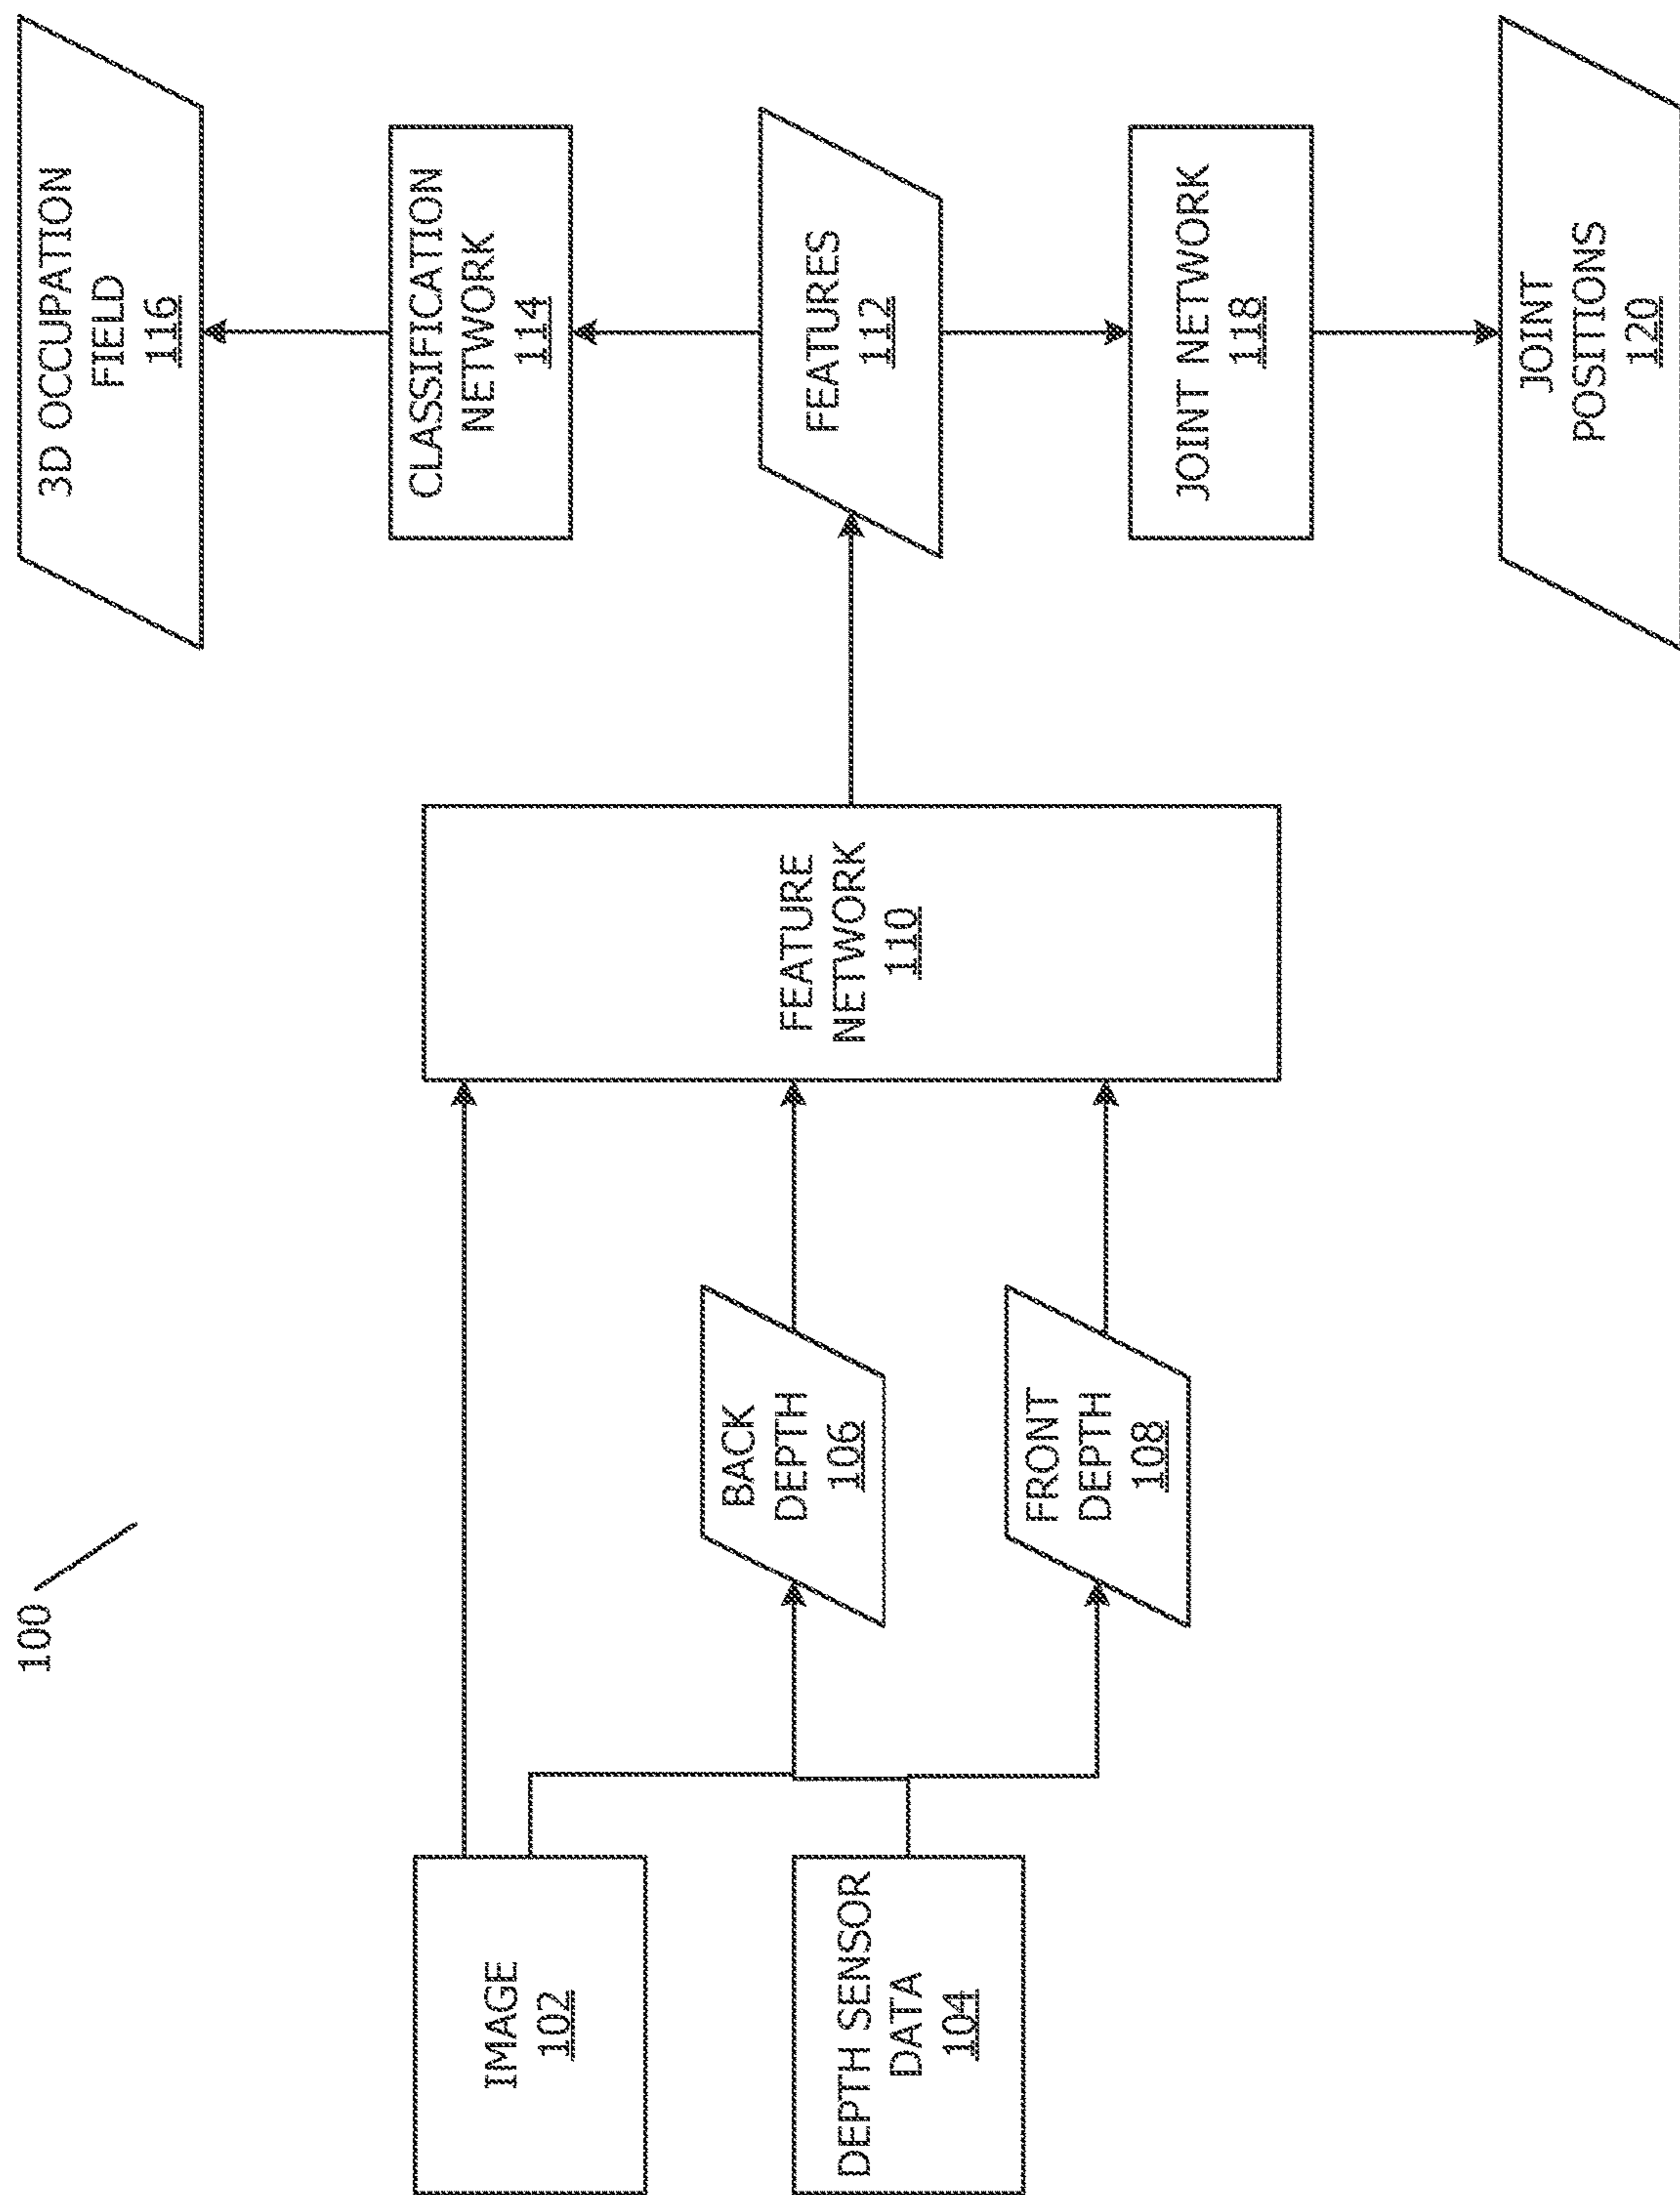 100
IMAGE
102
DEPTH SENSOR
DATA
104
BACK
DEPTH
106
FRONT
DEPTH
108
FEATURE
NETWORK
110
3D OCCUPATION
FIELD
116
CLASSIFICATION
NETWORK
114
FEATURES
112
JOINT NETWORK
118
JOINT
POSITIONS
120